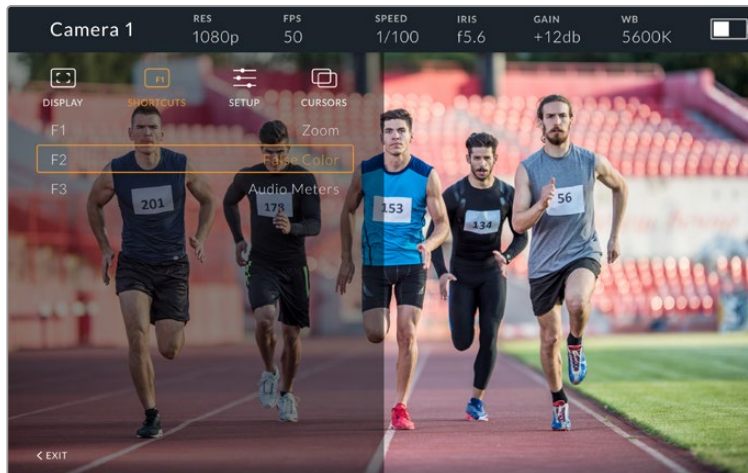 Camera 1
RES
1080p
FPS
50
SPEED
1/100
IRIS
f5.6
GAIN
+12db
WB
5600K
F1
DISPLAY
SHORTCUTS
SETUP
CURSORS
F1 Zoom
F2 False Color
F3 Audio Meters
201
178
153
134
56
< EXIT